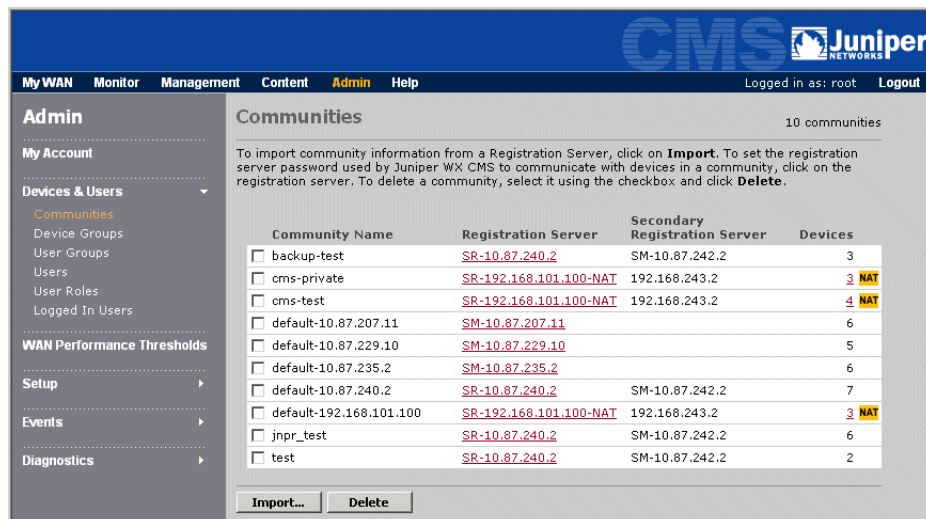 CMS
Juniper
NETWORKS
My WAN Monitor Management Content Admin Help Logged in as: root Logout
Admin
My Account
Devices & Users
Communities
Device Groups
User Groups
Users
User Roles
Logged In Users
WAN Performance Thresholds
Setup
Events
Diagnostics
Communities 10 communities
To import community information from a Registration Server, click on Import. To set the registration
server password used by Juniper WX CMS to communicate with devices in a community, click on the
registration server. To delete a community, select it using the checkbox and click Delete.
Secondary
Community Name Registration Server Registration Server Devices
backup-test SR-10.87.240.2 SM-10.87.242.2 3
cms-private SR-192.168.101.100-NAT 192.168.243.2 3 NAT
cms-test SR-192.168.101.100-NAT 192.168.243.2 4 NAT
default-10.87.207.11 SM-10.87.207.11 6
default-10.87.229.10 SM-10.87.229.10 5
default-10.87.235.2 SM-10.87.235.2 6
default-10.87.240.2 SR-10.87.240.2 SM-10.87.242.2 7
default-192.168.101.100 SR-192.168.101.100-NAT 192.168.243.2 3 NAT
jnpr_test SR-10.87.240.2 SM-10.87.242.2 6
test SR-10.87.240.2 SM-10.87.242.2 2
Import... Delete